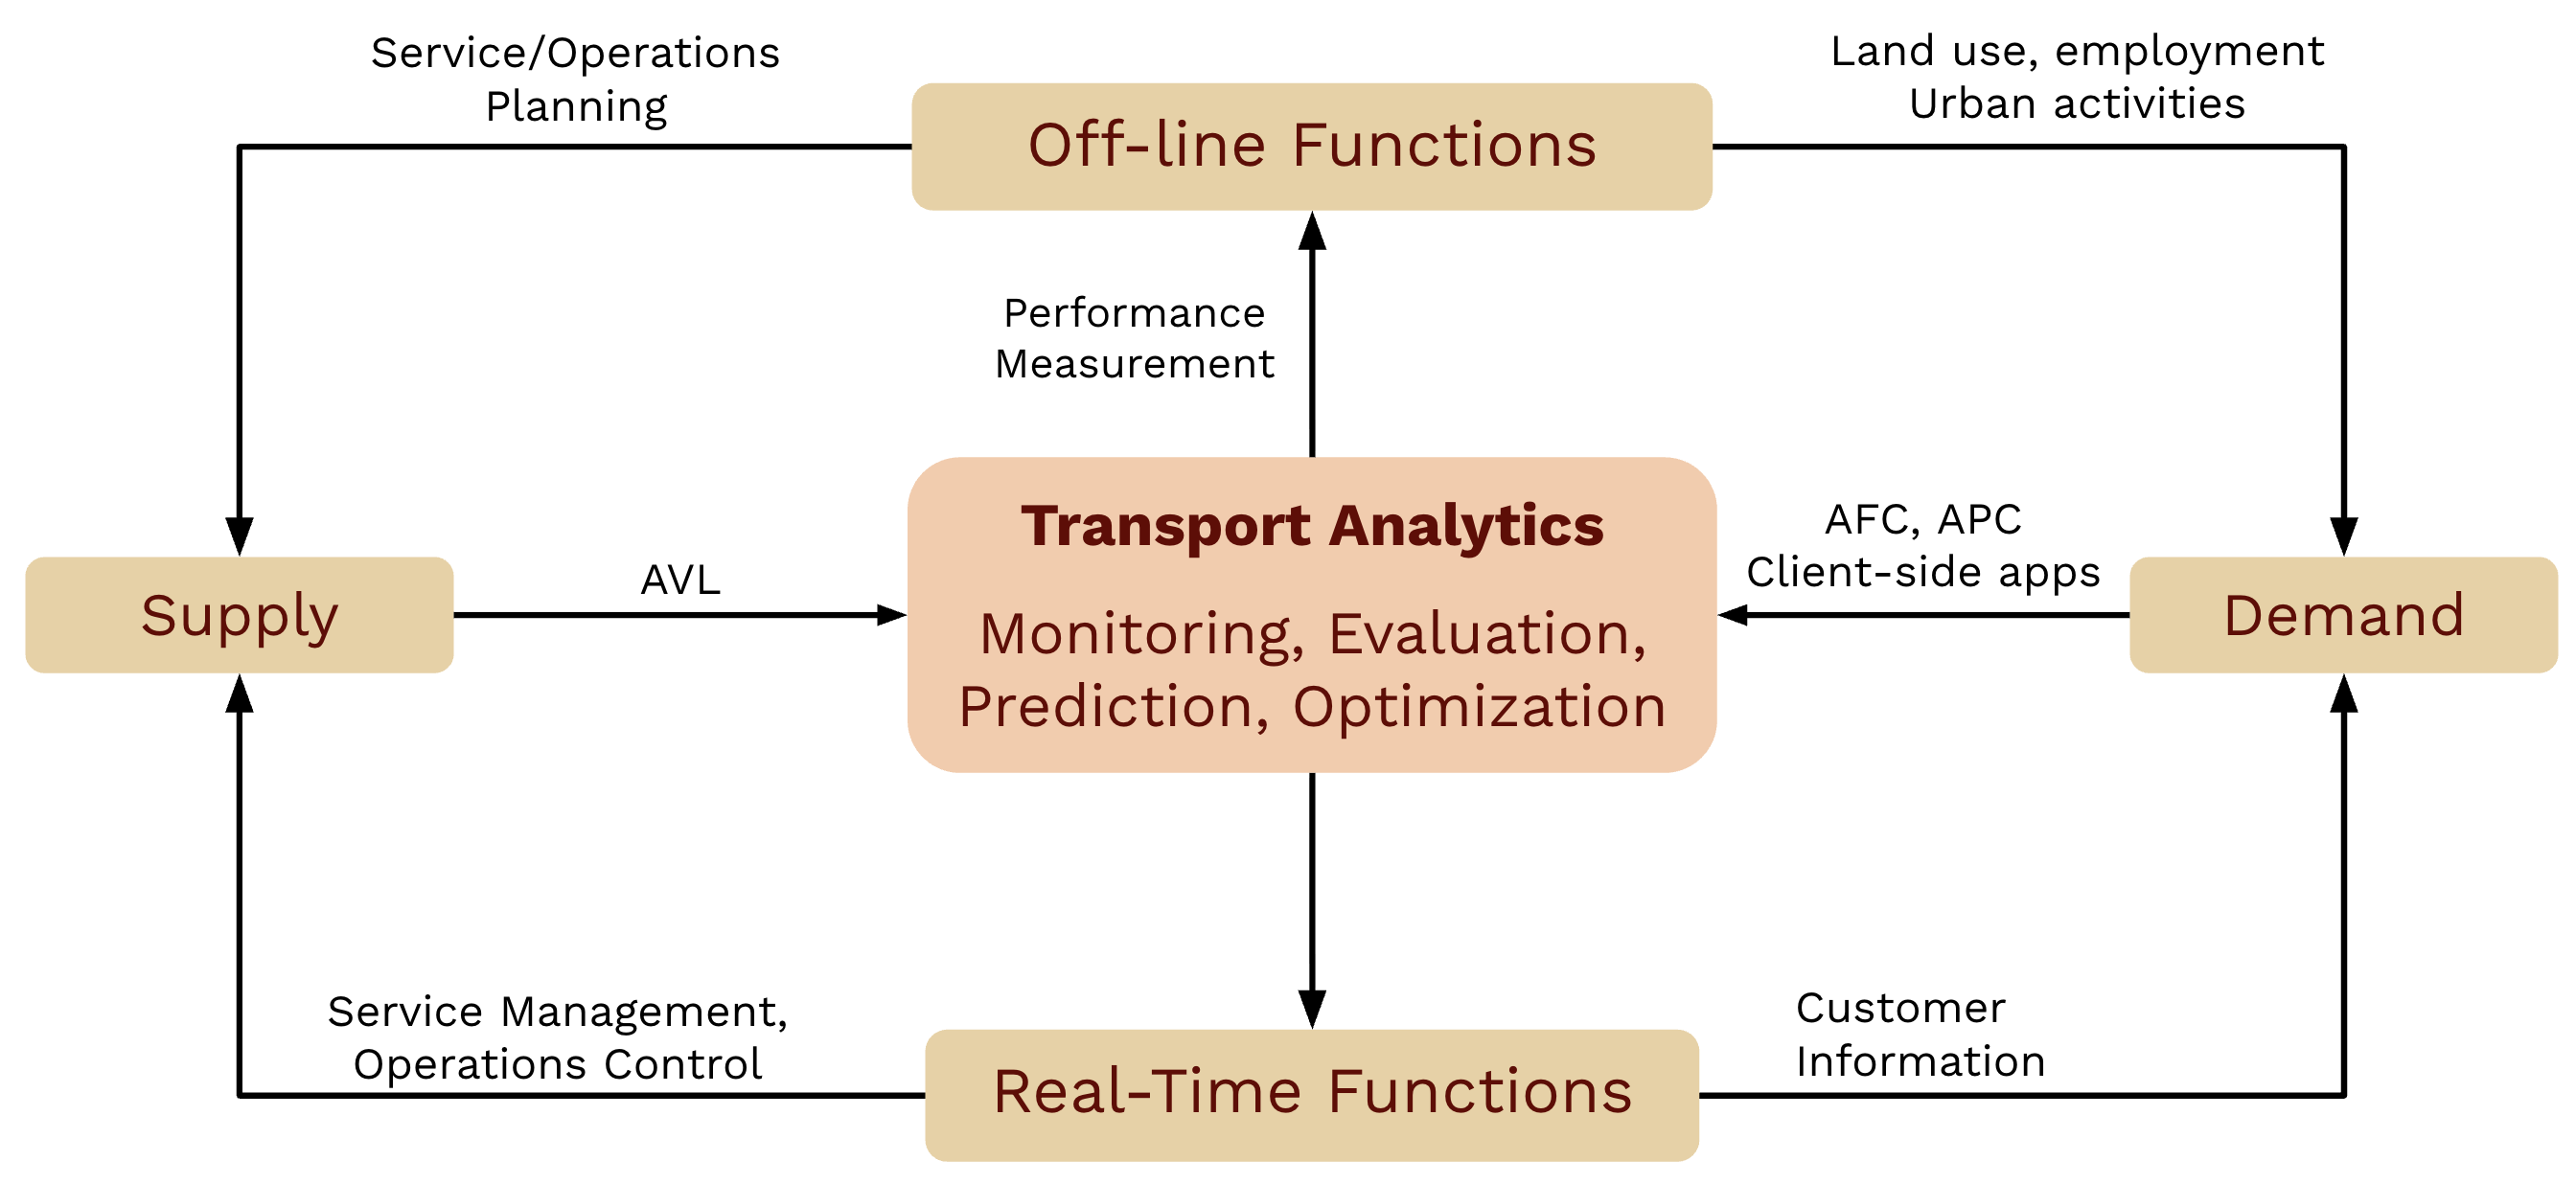 Service/Operations
Planning
Land use, employment
Urban activities
Off-line Functions
Performance
Measurement
Transport Analytics
Monitoring, Evaluation,
Prediction, Optimization
Supply
AVL
AFC, APC
Client-side apps
Demand
Service Management,
Operations Control
Customer
Information
Real-Time Functions